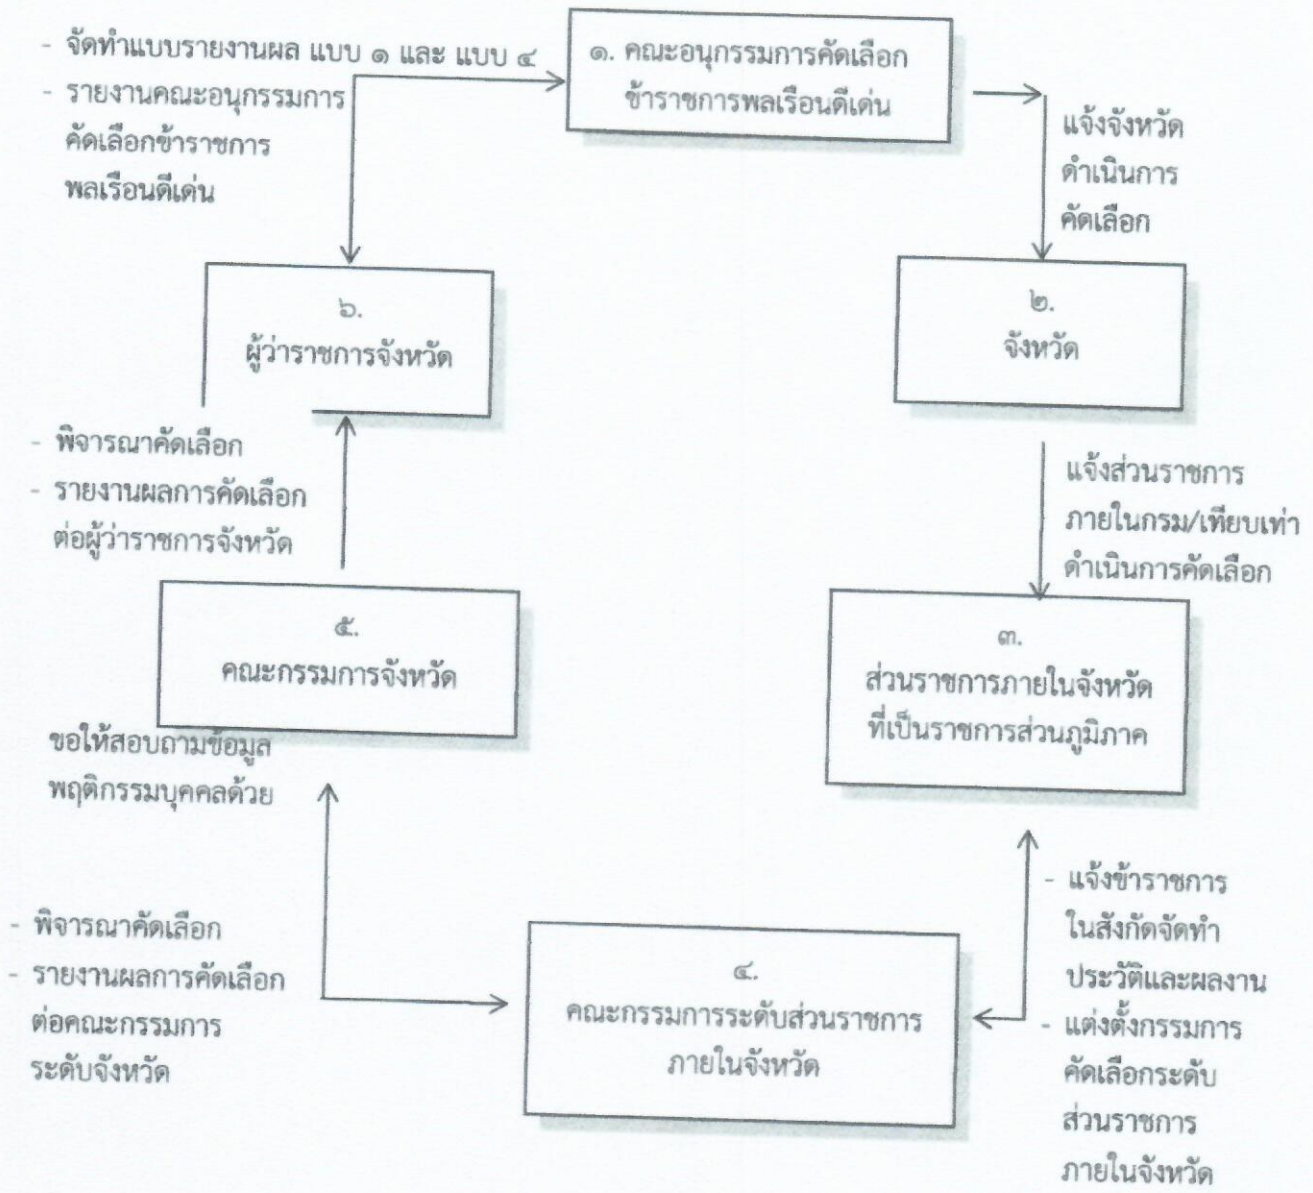 - จัดทำแบบรายงานผล แบบ ๑ และ แบบ ๔
- รายงานคณะอนุกรรมการ
คัดเลือกข้าราชการ
พลเรือนดีเด่น
๑. คณะอนุกรรมการคัดเลือก
ข้าราชการพลเรือนดีเด่น
แจ้งจังหวัด
ดำเนินการ
คัดเลือก
๒.
จังหวัด
แจ้งส่วนราชการ
ภายในกรม/เทียบเท่า
ดำเนินการคัดเลือก
๓.
ส่วนราชการภายในจังหวัด
ที่เป็นราชการส่วนภูมิภาค
- แจ้งข้าราชการ
ในสังกัดจัดทำ
ประวัติและผลงาน
- แต่งตั้งกรรมการ
คัดเลือกระดับ
ส่วนราชการ
ภายในจังหวัด
๔.
คณะกรรมการระดับส่วนราชการ
ภายในจังหวัด
- พิจารณาคัดเลือก
- รายงานผลการคัดเลือก
ต่อคณะกรรมการ
ระดับจังหวัด
๕.
คณะกรรมการจังหวัด
ขอให้สอบถามข้อมูล
พฤติกรรมบุคคลด้วย
- พิจารณาคัดเลือก
- รายงานผลการคัดเลือก
ต่อผู้ว่าราชการจังหวัด
๖.
ผู้ว่าราชการจังหวัด